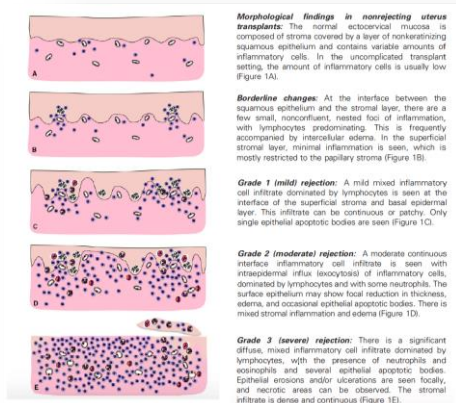 Morphological findings in nonrejecting uterus
transplants: The normal ectocervical mucosa is
composed of stroma covered by a layer of nonkeratinizing
squamous epithelium and contains variable amounts of
inflammatory cells. In the uncomplicated transplant
setting, the amount of inflammatory cells is usually low
(Figure 1A).
A
Borderline changes: At the interface between the
squamous epithelium and the stromal layer, there are a
few small, nonconfluent, nested foci of inflammation,
with lymphocytes predominating. This is frequently
accompanied by intercellular edema. In the superficial
stromal layer, minimal inflammation is seen, which is
mostly restricted to the papillary stroma (Figure 1B).
B
Grade 1 (mild) rejection: A mild mixed inflammatory
cell infiltrate dominated by lymphocytes is seen at the
interface of the superficial stroma and basal epidermal
layer. This infiltrate can be continuous or patchy. Only
single epithelial apoptotic bodies are seen (Figure 1C).
C
Grade 2 (moderate) rejection: A moderate continuous
interface inflammatory cell infiltrate is seen with
intraepidermal influx (exocytosis) of inflammatory cells,
dominated by lymphocytes and with some neutrophils. The
surface epithelium may show focal reduction in thickness,
edema, and occasional epithelial apoptotic bodies. There is
mixed stromal inflammation and edema (Figure 1D).
D
Grade 3 (severe) rejection: There is a significant
diffuse, mixed inflammatory cell infiltrate dominated by
lymphocytes, with the presence of neutrophils and
eosinophils and several epithelial apoptotic bodies.
Epithelial erosions and/or ulcerations are seen focally,
and necrotic areas can be observed. The stromal
infiltrate is dense and continuous (Figure 1E).
E